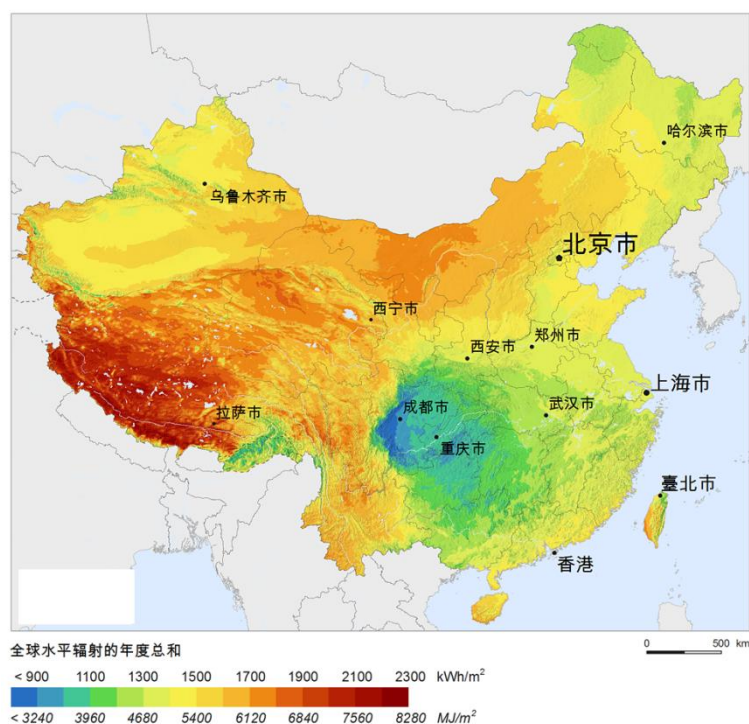 哈尔滨市
乌鲁木齐市
北京市
西宁市
西安市
郑州市
上海市
成都市
武汉市
拉萨市
重庆市
臺北市
香港
全球水平辐射的年度总和
0 500 km
< 900 1100 1300 1500 1700 1900 2100 2300 kWh/m²
< 3240 3960 4680 5400 6120 6840 7560 8280 MJ/m²